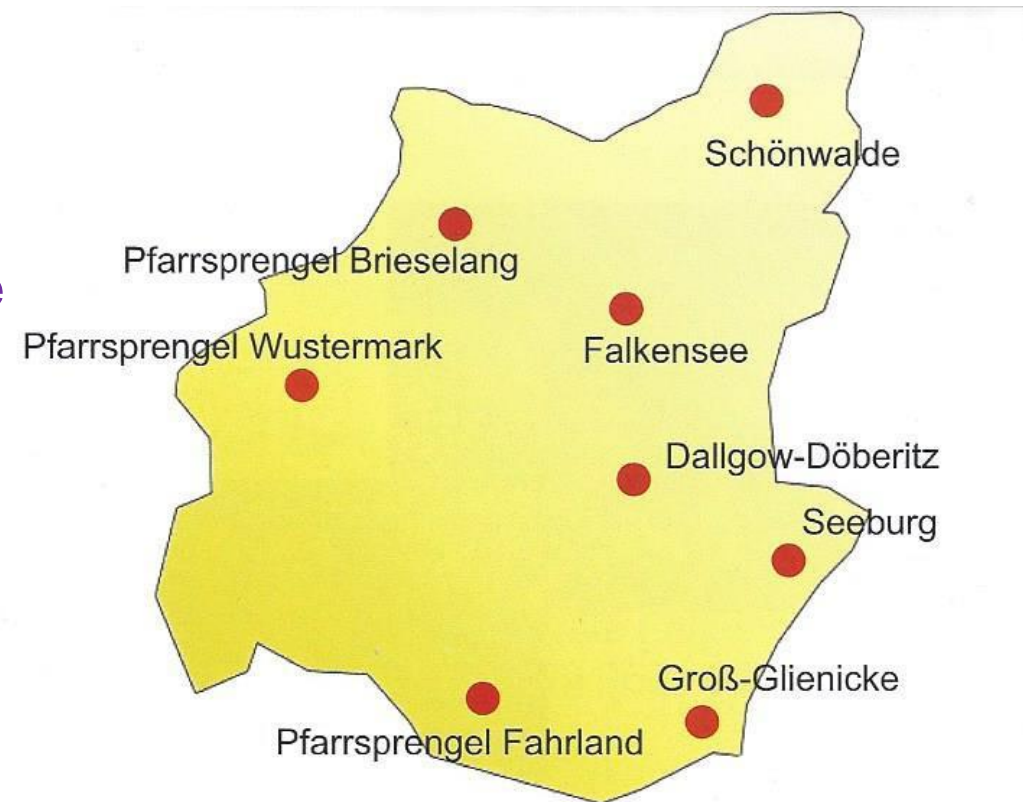 Schönwalde
Pfarrsprengel Brieselang
e
Pfarrsprengel Wustermark
Falkensee
Dallgow-Döberitz
Seeburg
Groß-Glienicke
Pfarrsprengel Fahrland